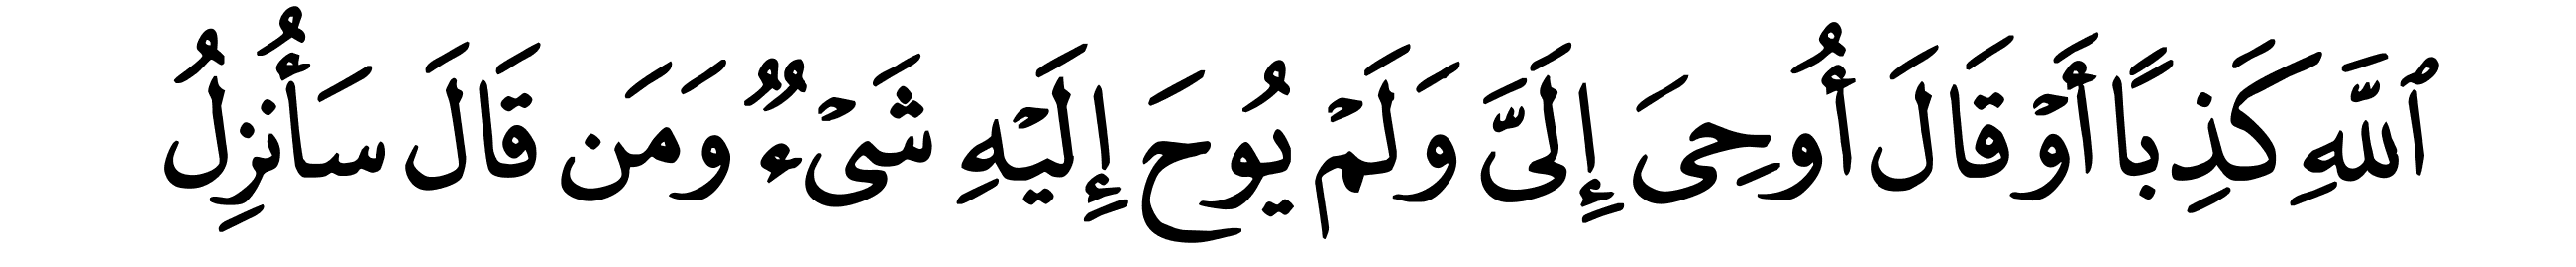 ٱللَّهِ كَذِبًا أَوۡ قَالَ أُوحِىَ إِلَىَّ وَلَمۡ يُوحَ إِلَيۡهِ شَىۡءٌ وَمَن قَالَ سَأُنزِلُ